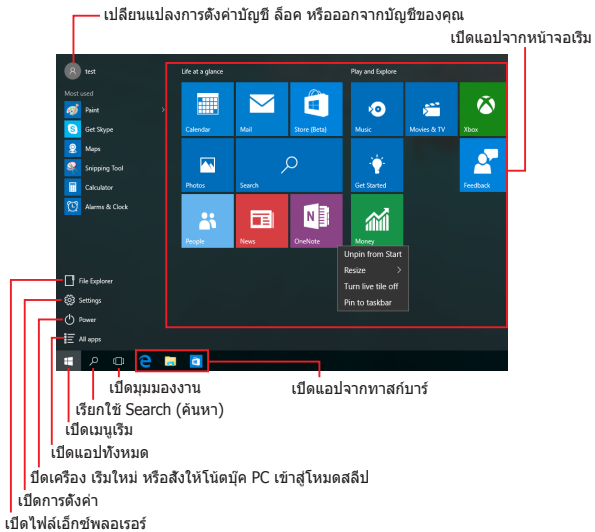 เปลี่ยนแปลงการตั้งค่าบัญชี ล็อค หรือออกจากบัญชีของคุณ
เปิดแอปจากหน้าจอเริ่ม
test
Life at a glance
Play and Explore
Most used
Paint
Get Skype
Maps
Snipping Tool
Calculator
Alarms & Clock
Calendar
Mail
Store (Beta)
Music
Movies & TV
Xbox
Photos
Search
Get Started
Feedback
People
News
OneNote
Money
Unpin from Start
Resize
Turn live tile off
Pin to taskbar
File Explorer
Settings
Power
All apps
เปิดมุมมองงาน
เปิดแอปจากทาสก์บาร์
เรียกใช้ Search (ค้นหา)
เปิดเมนูเริ่ม
เปิดแอปทั้งหมด
ปิดเครื่อง เริ่มใหม่ หรือสั่งให้โน้ตบุ๊ค PC เข้าสู่โหมดสลีป
เปิดการตั้งค่า
เปิดไฟล์เอ็กซ์พลอเรอร์